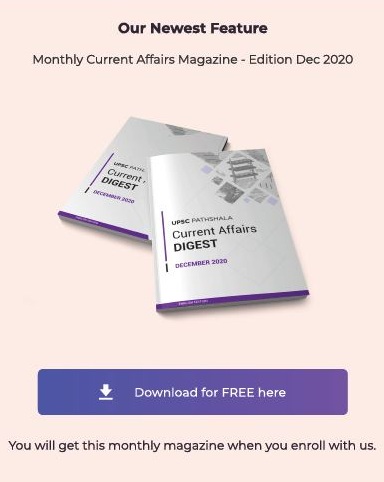 Our Newest Feature
Monthly Current Affairs Magazine - Edition Dec 2020
UPSC PATH
Current
DIGEST
DECEMBER 2020
UPSC PATHSHALA
Current Affairs
DIGEST
DECEMBER 2020
Download for FREE here
You will get this monthly magazine when you enroll with us.